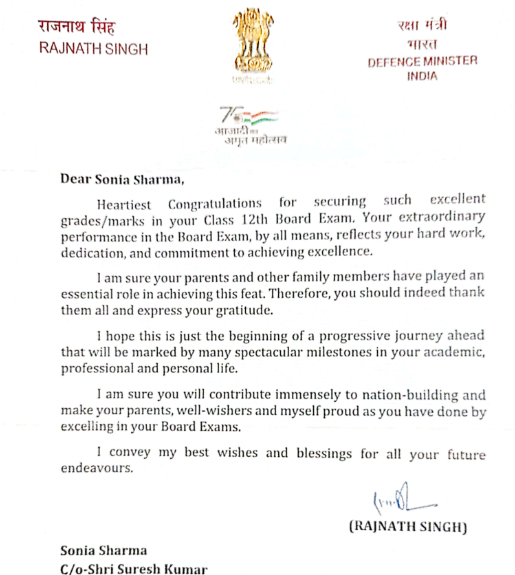 राजनाथ सिंह
RAJNATH SINGH
रक्षा मंत्री
भारत
DEFENCE MINISTER
INDIA
आज़ादी का
अमृत महोत्सव
Dear Sonia Sharma,
Heartiest Congratulations for securing such excellent
grades/marks in your Class 12th Board Exam. Your extraordinary
performance in the Board Exam, by all means, reflects your hard work,
dedication, and commitment to achieving excellence.
I am sure your parents and other family members have played an
essential role in achieving this feat. Therefore, you should indeed thank
them all and express your gratitude.
I hope this is just the beginning of a progressive journey ahead
that will be marked by many spectacular milestones in your academic,
professional and personal life.
I am sure you will contribute immensely to nation-building and
make your parents, well-wishers and myself proud as you have done by
excelling in your Board Exams.
I convey my best wishes and blessings for all your future
endeavours.
(RAJNATH SINGH)
Sonia Sharma
C/o-Shri Suresh Kumar